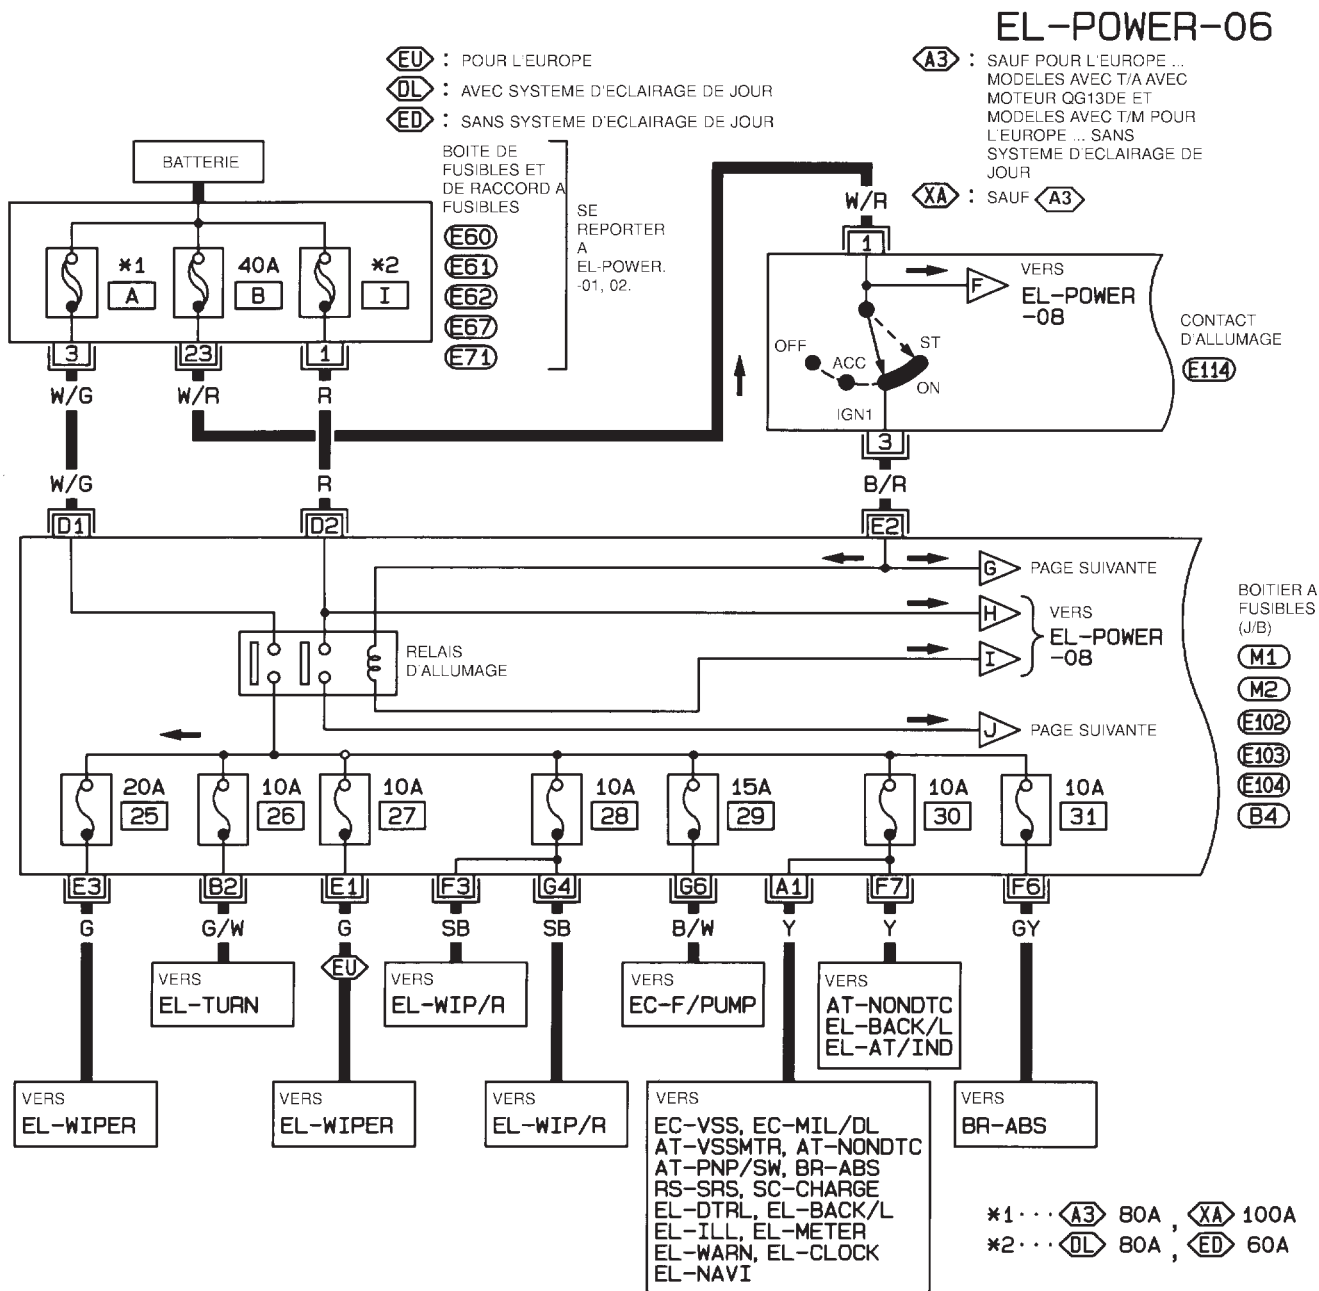 EL-POWER-06
EU : POUR L'EUROPE
DL : AVEC SYSTEME D'ECLAIRAGE DE JOUR
ED : SANS SYSTEME D'ECLAIRAGE DE JOUR
A3 : SAUF POUR L'EUROPE ...
MODELES AVEC T/A AVEC
MOTEUR QG13DE ET
MODELES AVEC T/M POUR
L'EUROPE ... SANS
SYSTEME D'ECLAIRAGE DE
JOUR
XA : SAUF A3
BATTERIE
BOITE DE
FUSIBLES ET
DE RACCORD A
FUSIBLES
E60
E61
E62
E67
E71
SE
REPORTER
A
EL-POWER.
-01, 02.
*1
A
40A
B
*2
I
3
23
1
W/G
W/R
R
W/G
R
D1
D2
W/R
1
F
VERS
EL-POWER
-08
OFF
ACC
ST
ON
IGN1
CONTACT
D'ALLUMAGE
E114
3
B/R
E2
G
PAGE SUIVANTE
H
I
VERS
EL-POWER
-08
J
PAGE SUIVANTE
RELAIS
D'ALLUMAGE
BOITIER A
FUSIBLES
(J/B)
M1
M2
E102
E103
E104
B4
20A
25
10A
26
10A
27
10A
28
15A
29
10A
30
10A
31
E3
B2
E1
F3
G4
G6
A1
F7
F6
G
G/W
G
SB
SB
B/W
Y
Y
GY
EU
VERS
EL-TURN
VERS
EL-WIP/R
VERS
EC-F/PUMP
VERS
AT-NONDTC
EL-BACK/L
EL-AT/IND
VERS
EL-WIPER
VERS
EL-WIPER
VERS
EL-WIP/R
VERS
EC-VSS, EC-MIL/DL
AT-VSSMTR, AT-NONDTC
AT-PNP/SW, BR-ABS
RS-SRS, SC-CHARGE
EL-DTRL, EL-BACK/L
EL-ILL, EL-METER
EL-WARN, EL-CLOCK
EL-NAVI
VERS
BR-ABS
*1 ··· A3 80A , XA 100A
*2 ··· DL 80A , ED 60A